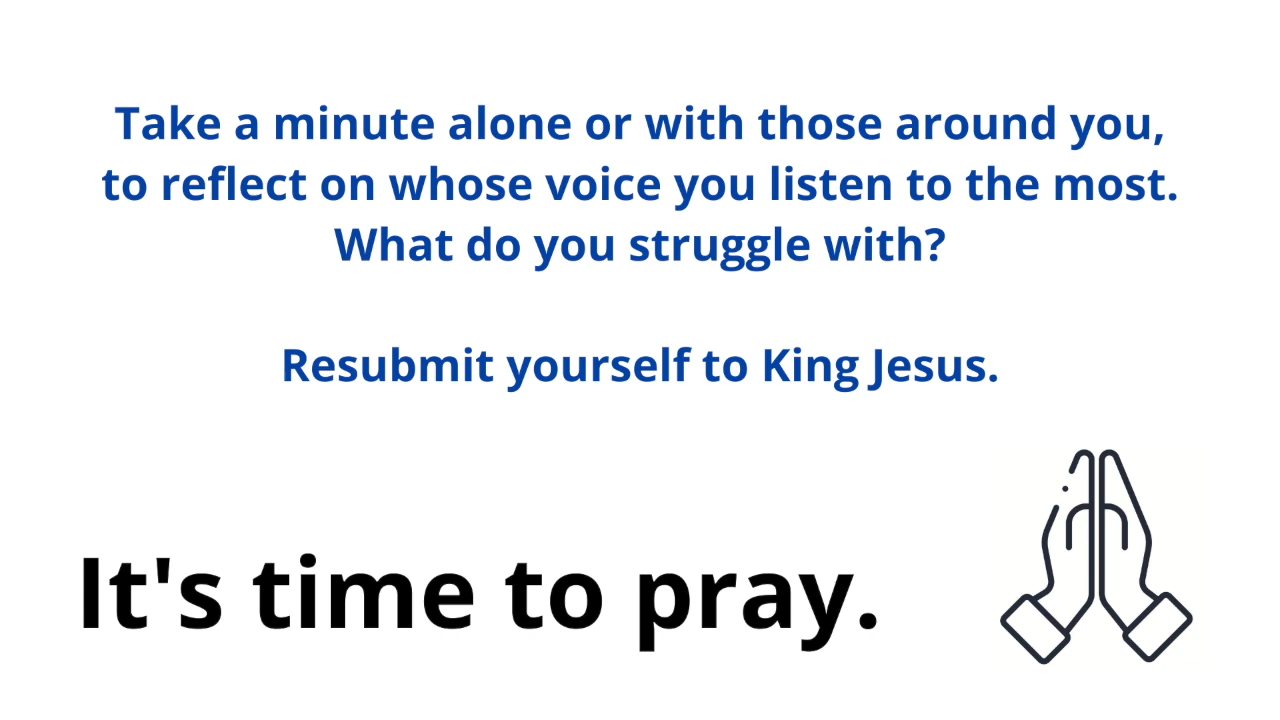 Take a minute alone or with those around you,
to reflect on whose voice you listen to the most.
What do you struggle with?
Resubmit yourself to King Jesus.
It's time to pray.